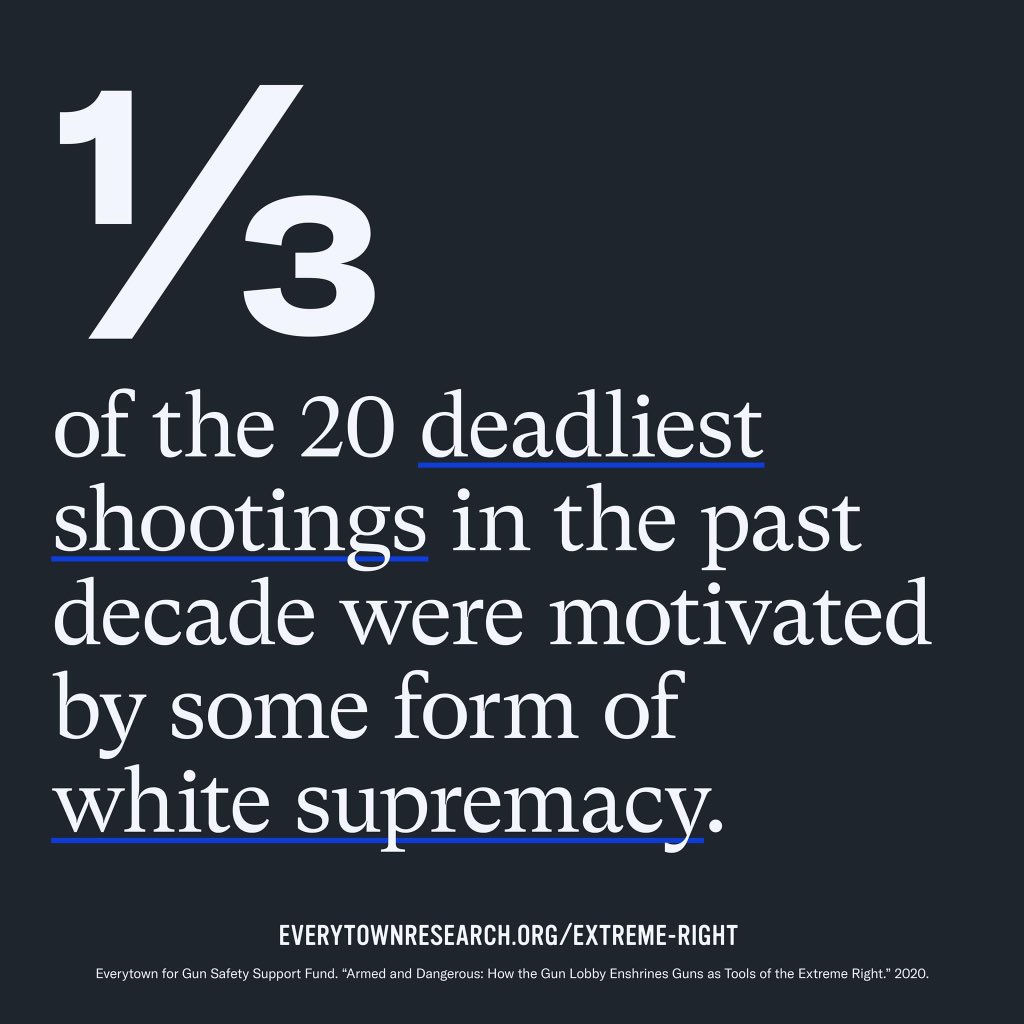 ⅓
of the 20 deadliest
shootings in the past
decade were motivated
by some form of
white supremacy.
EVERYTOWNRESEARCH.ORG/EXTREME-RIGHT
Everytown for Gun Safety Support Fund. “Armed and Dangerous: How the Gun Lobby Enshrines Guns as Tools of the Extreme Right.” 2020.